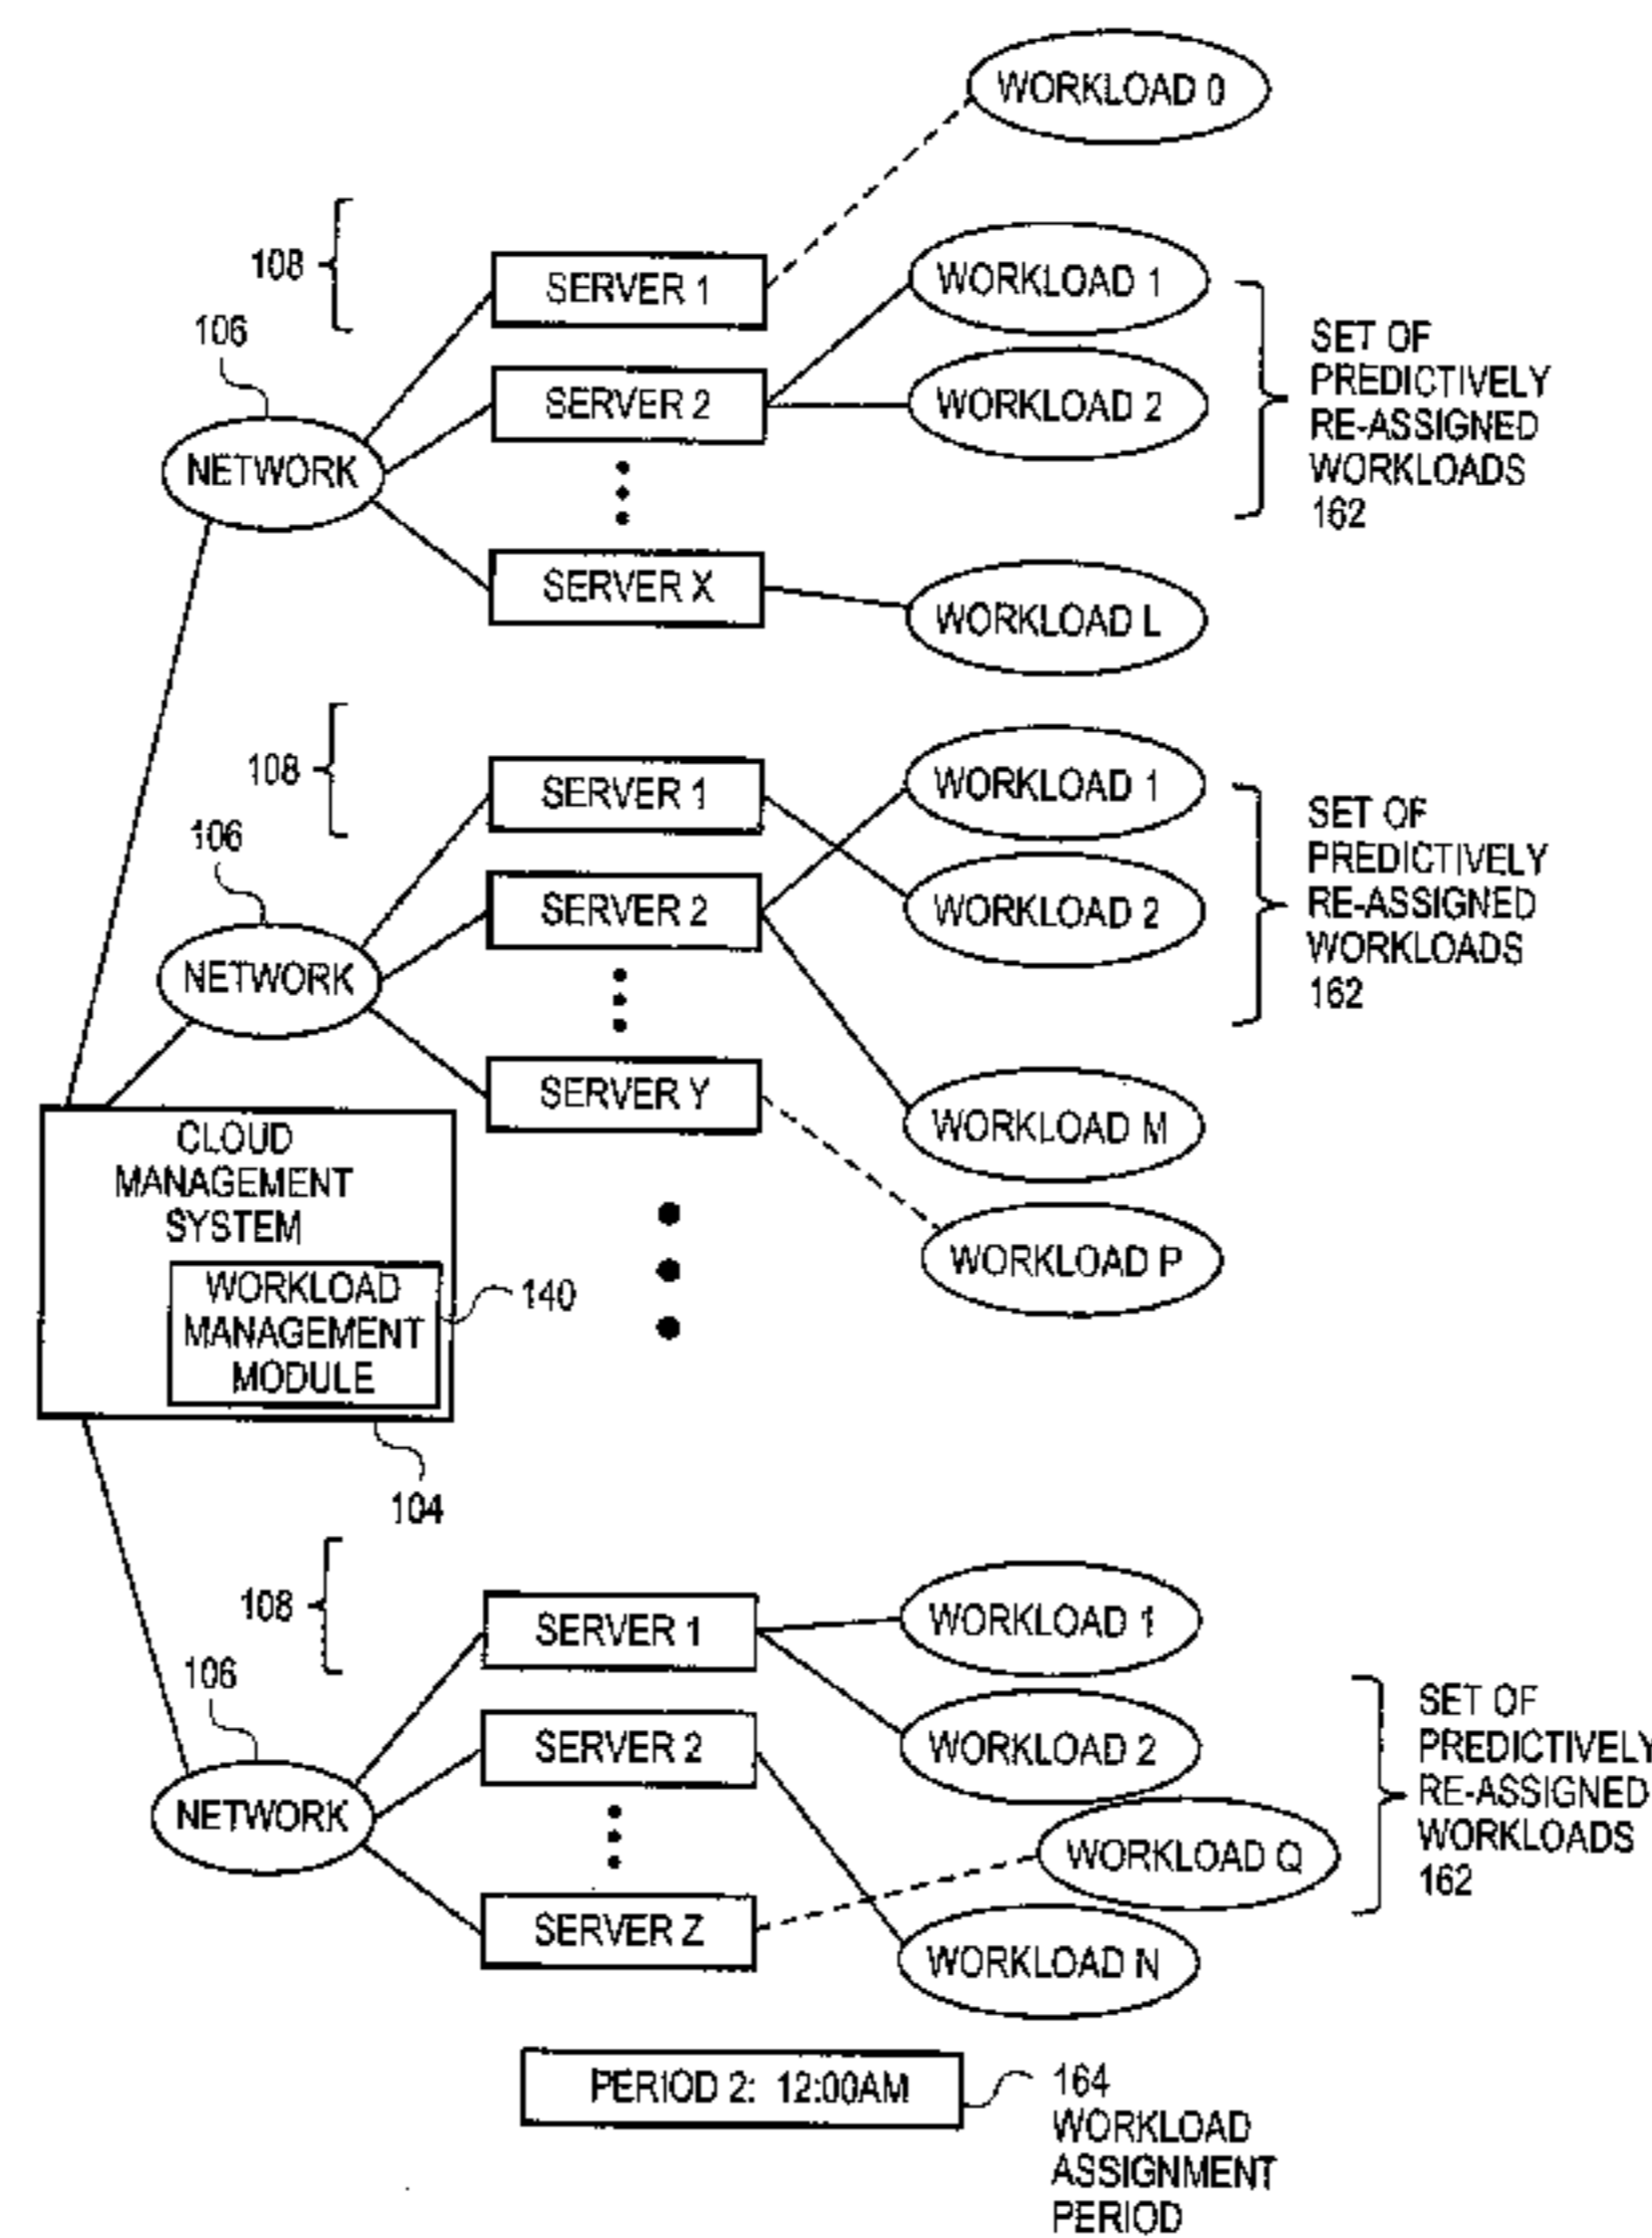 WORKLOAD 0
108
SERVER 1
WORKLOAD 1
106
SERVER 2
WORKLOAD 2
SET OF
PREDICTIVELY
RE-ASSIGNED
WORKLOADS
162
NETWORK
SERVER X
WORKLOAD L
108
SERVER 1
WORKLOAD 1
106
SERVER 2
WORKLOAD 2
SET OF
PREDICTIVELY
RE-ASSIGNED
WORKLOADS
162
NETWORK
SERVER Y
WORKLOAD M
CLOUD
MANAGEMENT
SYSTEM
WORKLOAD P
WORKLOAD
MANAGEMENT
MODULE
140
104
108
SERVER 1
WORKLOAD 1
106
SERVER 2
WORKLOAD 2
SET OF
PREDICTIVELY
RE-ASSIGNED
WORKLOADS
162
NETWORK
WORKLOAD Q
SERVER Z
WORKLOAD N
PERIOD 2: 12:00AM
164
WORKLOAD
ASSIGNMENT
PERIOD